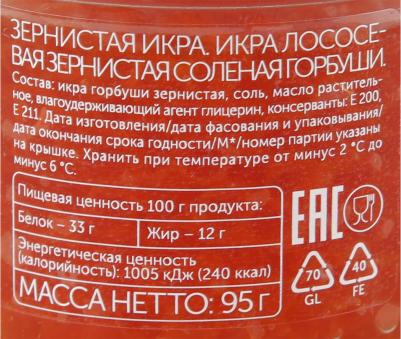 ЗЕРНИСТАЯ ИКРА. ИКРА ЛОСОСЕ-
ВАЯ ЗЕРНИСТАЯ СОЛЕНАЯ ГОРБУШИ.
Состав: икра горбуши зернистая, соль, масло раститель-
ное, влагоудерживающий агент глицерин, консерванты: Е 200,
Е 211. Дата изготовления/дата фасования и упаковывания/
дата окончания срока годности/М*/номер партии указаны
на крышке. Хранить при температуре от минус 2 °С до
минус 6 °С.
Пищевая ценность 100 г продукта:
Белок – 33 г
Жир – 12 г
Энергетическая ценность
(калорийность): 1005 кДж (240 ккал)
МАССА НЕТТО: 95 г
EAC
70
GL
40
FE